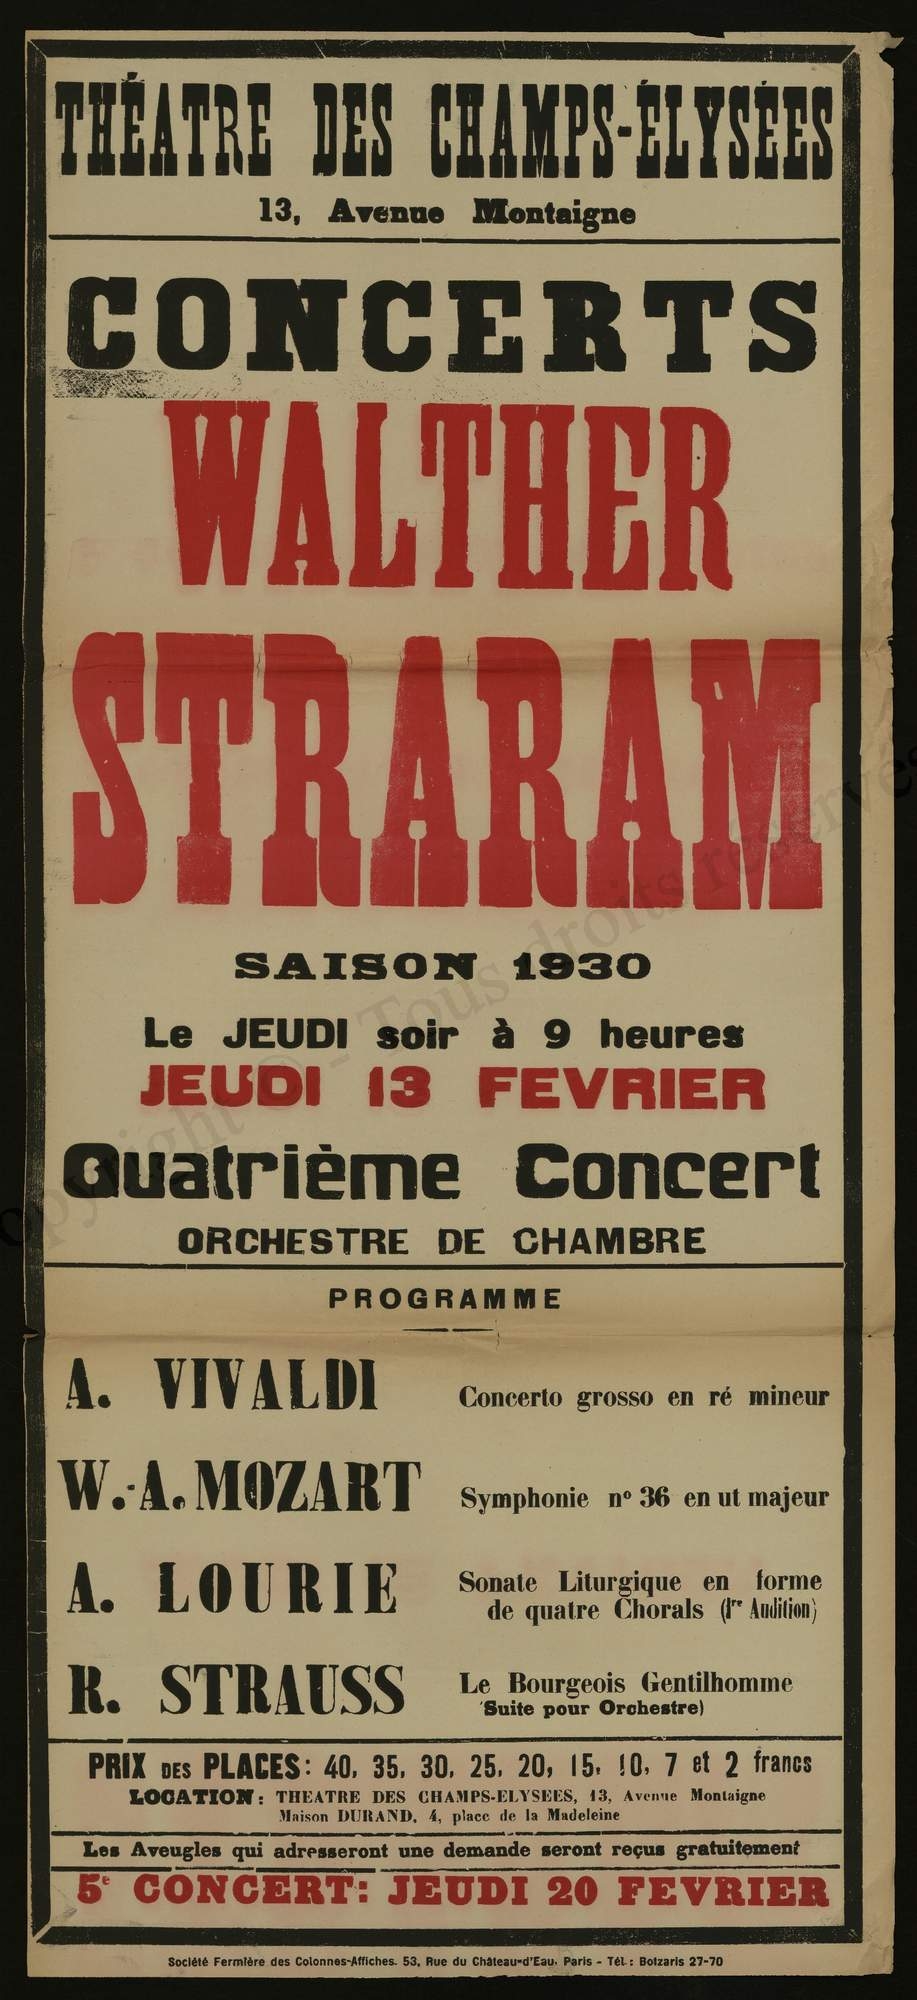 THÉATRE DES CHAMPS-ÉLYSÉES
13, Avenue Montaigne
CONCERTS
WALTHER
STRARAM
SAISON 1930
Le JEUDI soir à 9 heures
JEUDI 13 FEVRIER
Quatrième Concert
ORCHESTRE DE CHAMBRE
PROGRAMME
A. VIVALDI Concerto grosso en ré mineur
W.-A. MOZART Symphonie nº 36 en ut majeur
A. LOURIE Sonate Liturgique en forme
de quatre Chorals (1re Audition)
R. STRAUSS Le Bourgeois Gentilhomme
(Suite pour Orchestre)
PRIX DES PLACES: 40, 35, 30, 25, 20, 15, 10, 7 et 2 francs
LOCATION: THEATRE DES CHAMPS-ELYSEES, 13, Avenue Montaigne
Maison DURAND, 4, place de la Madeleine
Les Aveugles qui adresseront une demande seront reçus gratuitement
5e CONCERT: JEUDI 20 FEVRIER
Société Fermière des Colonnes-Affiches. 53, Rue du Château-d'Eau, Paris - Tél.: Botzaris 27-70
Copyright © - Tous droits réservés